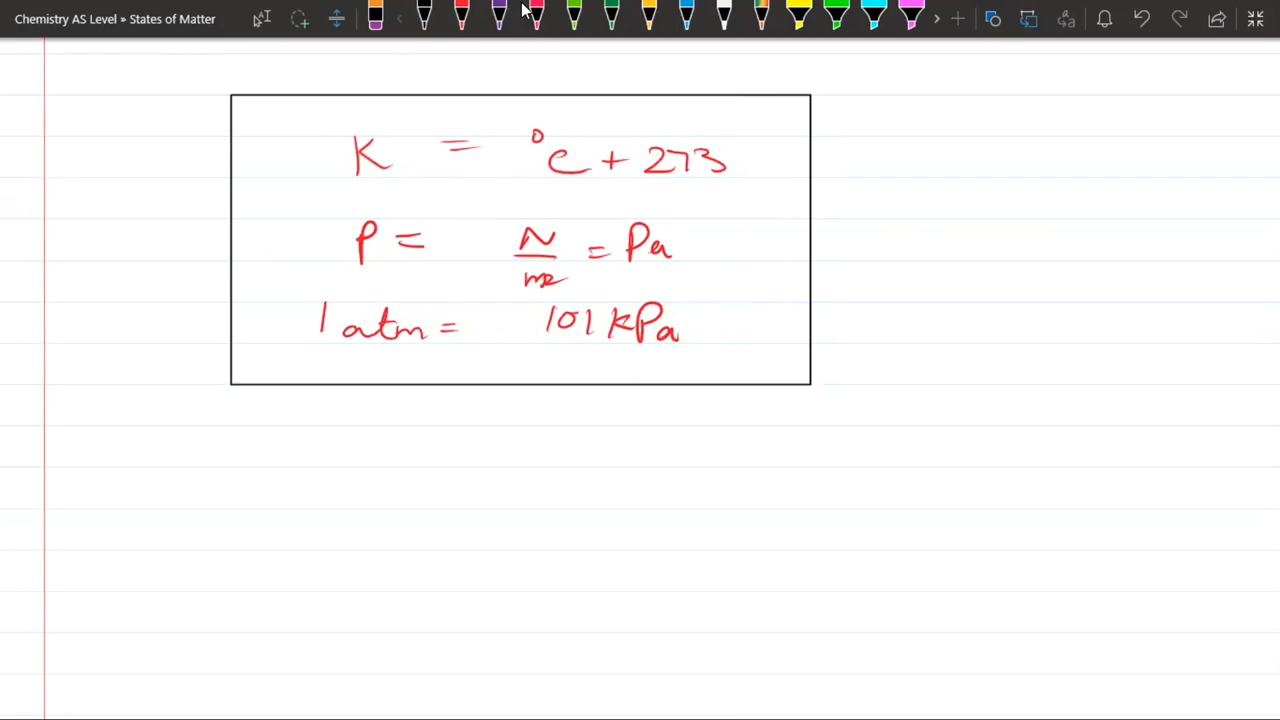 Chemistry AS Level » States of Matter
K = °C + 273
P = N/m2 = Pa
1 atm = 101 kPa